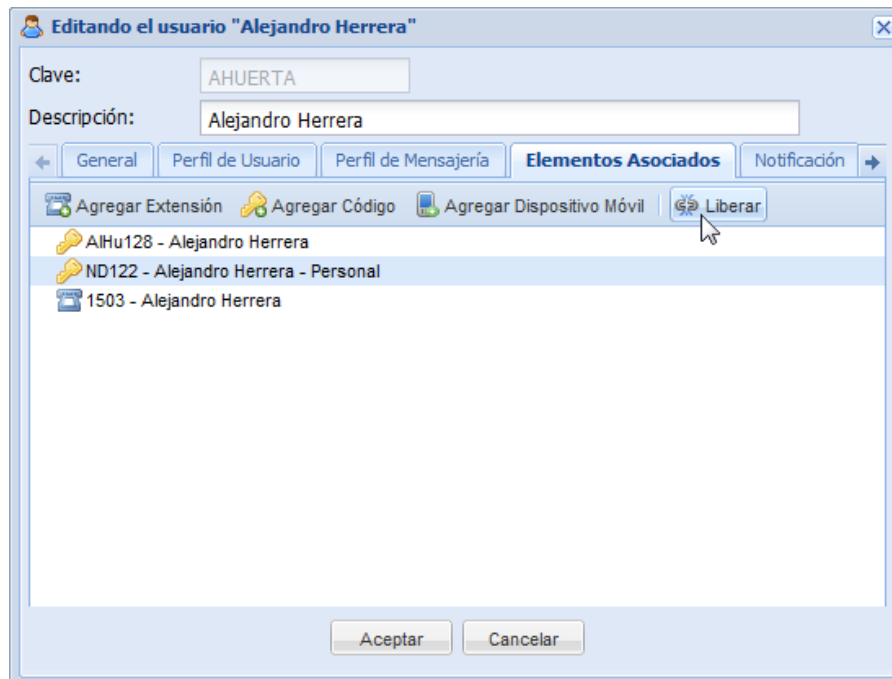 Editando el usuario "Alejandro Herrera"
Clave: AHUERTA
Descripción: Alejandro Herrera
General Perfil de Usuario Perfil de Mensajería Elementos Asociados Notificación
Agregar Extensión Agregar Código Agregar Dispositivo Móvil Liberar
AlHu128 - Alejandro Herrera
ND122 - Alejandro Herrera - Personal
1503 - Alejandro Herrera
Aceptar Cancelar